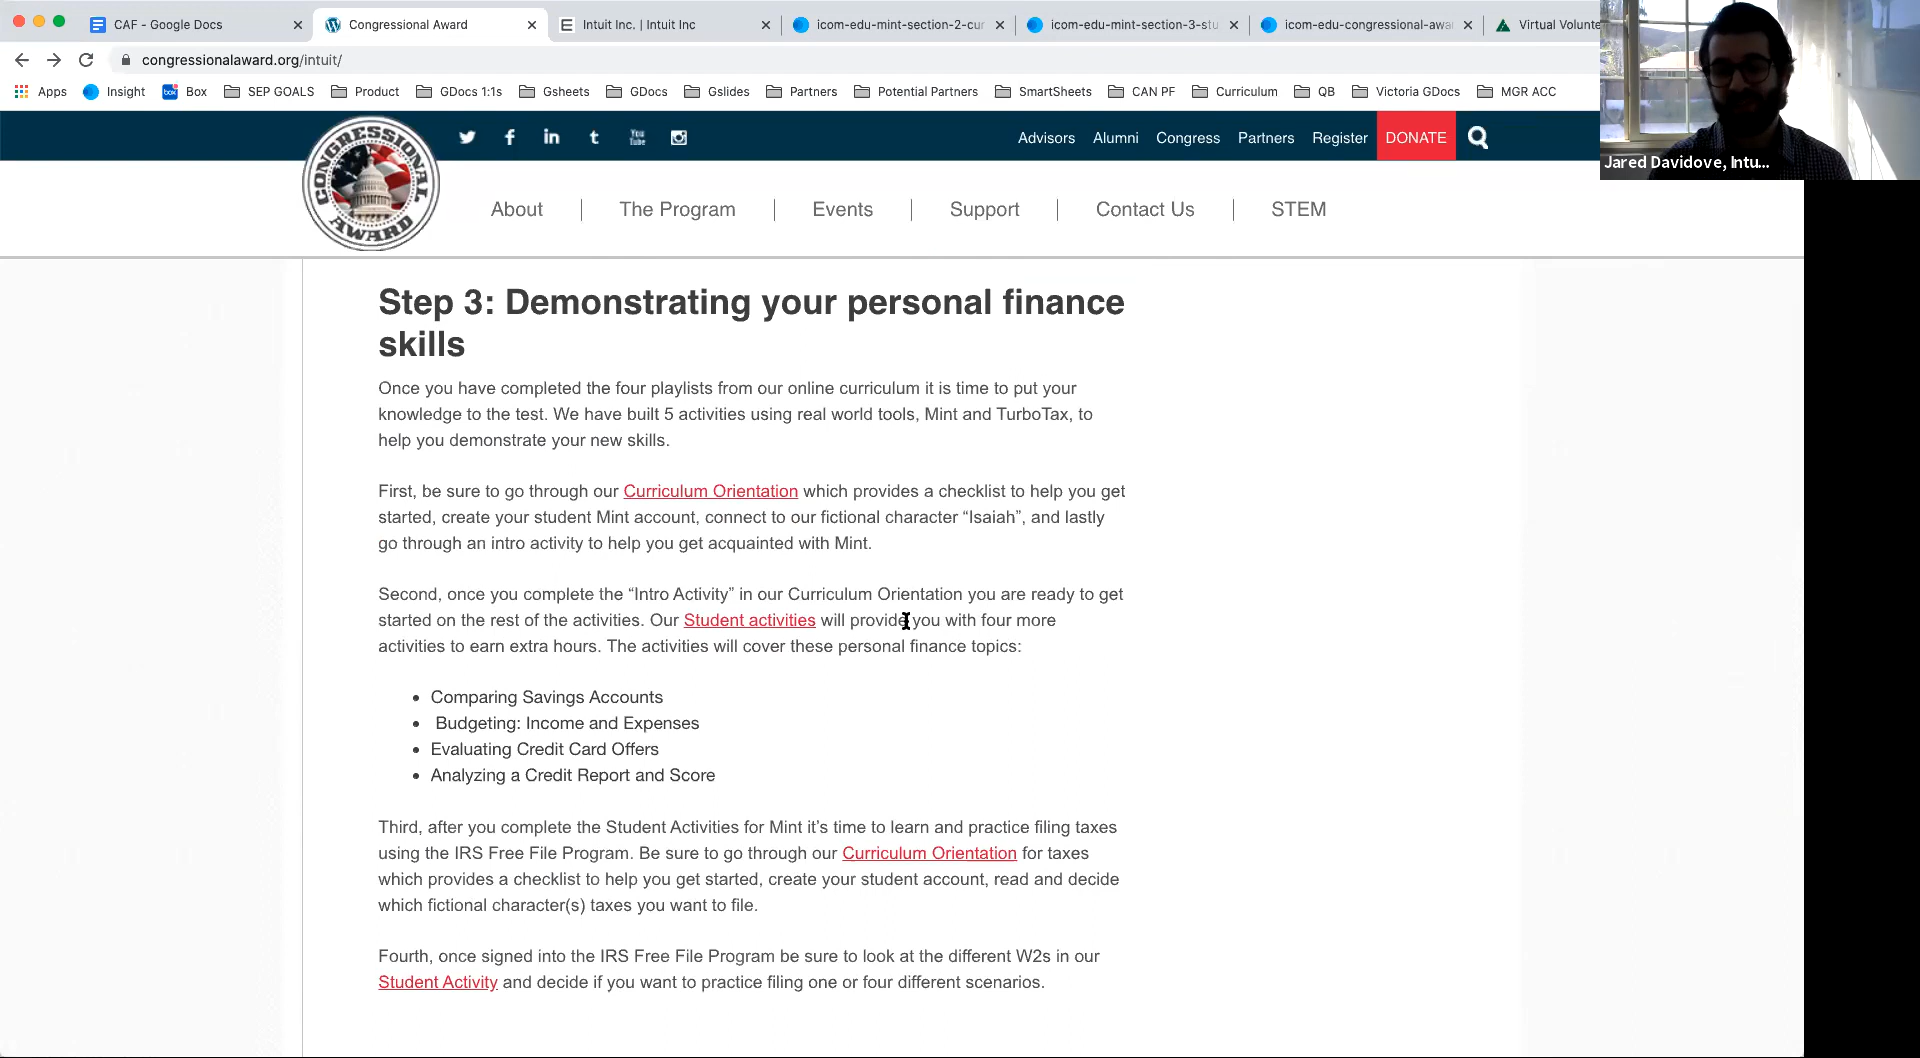 CAF - Google Docs
Congressional Award
Intuit Inc. | Intuit Inc
icom-edu-mint-section-2-cur
icom-edu-mint-section-3-stu
icom-edu-congressional-awa
Virtual Volunte
congressionalaward.org/intuit/
Apps
Insight
box
Box
SEP GOALS
Product
GDocs 1:1s
Gsheets
GDocs
Gslides
Partners
Potential Partners
SmartSheets
CAN PF
Curriculum
QB
Victoria GDocs
MGR ACC
Jared Davidove, Intu...
You
Tube
Advisors
Alumni
Congress
Partners
Register
DONATE
CONGRESSIONAL
AWARD
About
The Program
Events
Support
Contact Us
STEM
Step 3: Demonstrating your personal finance
skills
Once you have completed the four playlists from our online curriculum it is time to put your
knowledge to the test. We have built 5 activities using real world tools, Mint and TurboTax, to
help you demonstrate your new skills.
First, be sure to go through our Curriculum Orientation which provides a checklist to help you get
started, create your student Mint account, connect to our fictional character “Isaiah”, and lastly
go through an intro activity to help you get acquainted with Mint.
Second, once you complete the “Intro Activity” in our Curriculum Orientation you are ready to get
started on the rest of the activities. Our Student activities will provide you with four more
activities to earn extra hours. The activities will cover these personal finance topics:
• Comparing Savings Accounts
• Budgeting: Income and Expenses
• Evaluating Credit Card Offers
• Analyzing a Credit Report and Score
Third, after you complete the Student Activities for Mint it’s time to learn and practice filing taxes
using the IRS Free File Program. Be sure to go through our Curriculum Orientation for taxes
which provides a checklist to help you get started, create your student account, read and decide
which fictional character(s) taxes you want to file.
Fourth, once signed into the IRS Free File Program be sure to look at the different W2s in our
Student Activity and decide if you want to practice filing one or four different scenarios.